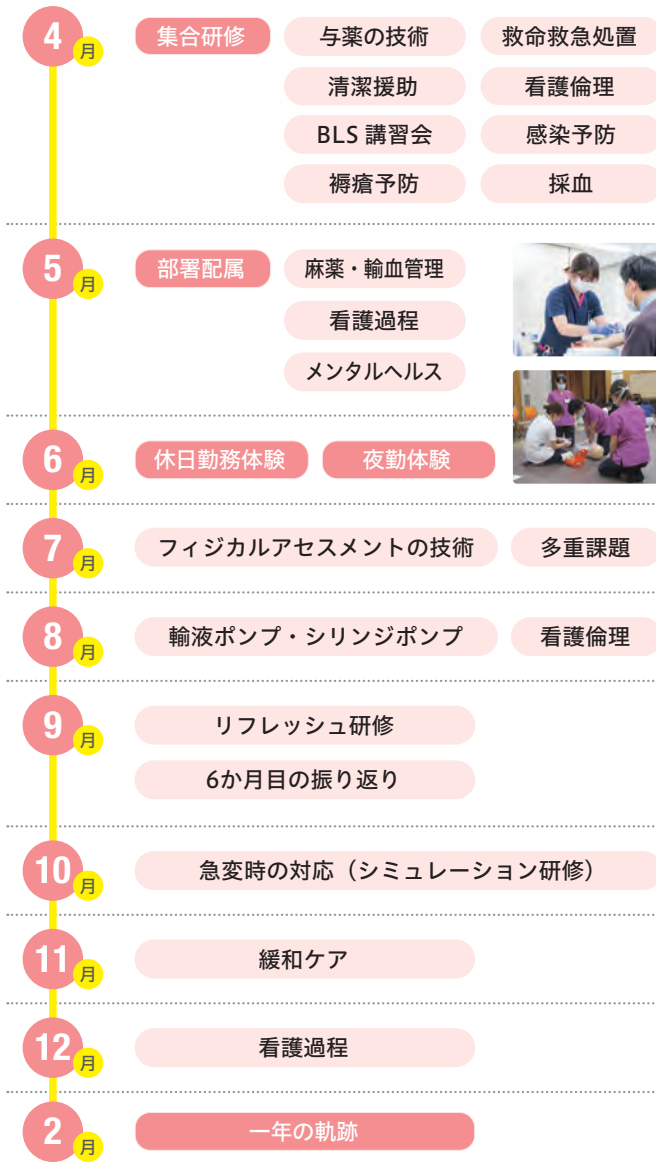 4月 集合研修 与薬の技術 救命救急処置
清潔援助 看護倫理
BLS 講習会 感染予防
褥瘡予防 採血
5月 部署配属 麻薬・輸血管理
看護過程
メンタルヘルス
6月 休日勤務体験 夜勤体験
7月 フィジカルアセスメントの技術 多重課題
8月 輸液ポンプ・シリンジポンプ 看護倫理
9月 リフレッシュ研修
6か月目の振り返り
10月 急変時の対応（シミュレーション研修）
11月 緩和ケア
12月 看護過程
2月 一年の軌跡